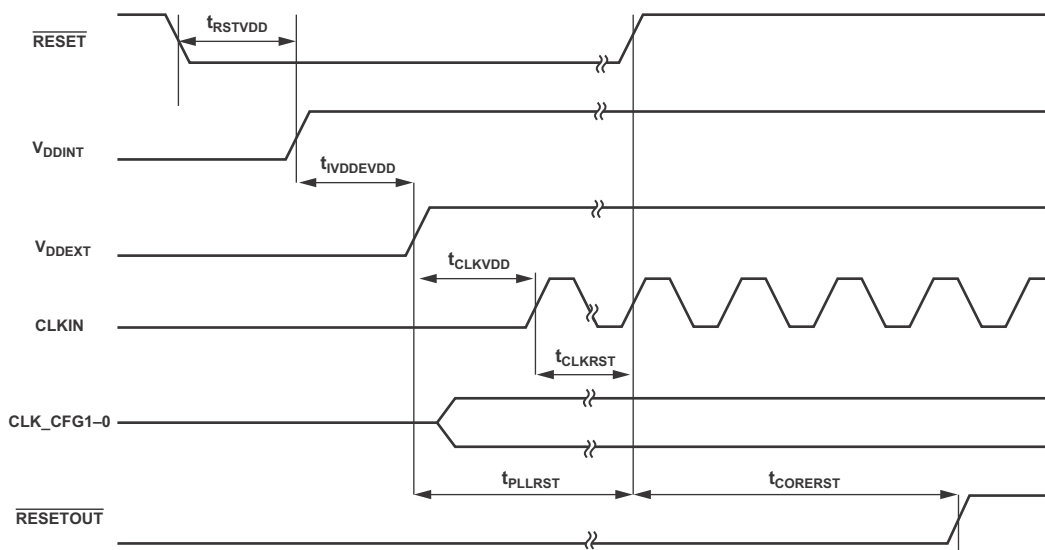 RESET
tRSTVDD
VDDINT
tIVDDEVDD
VDDEXT
tCLKVDD
CLKIN
tCLKRST
CLK_CFG1–0
tPLLRST
tCORERST
RESETOUT